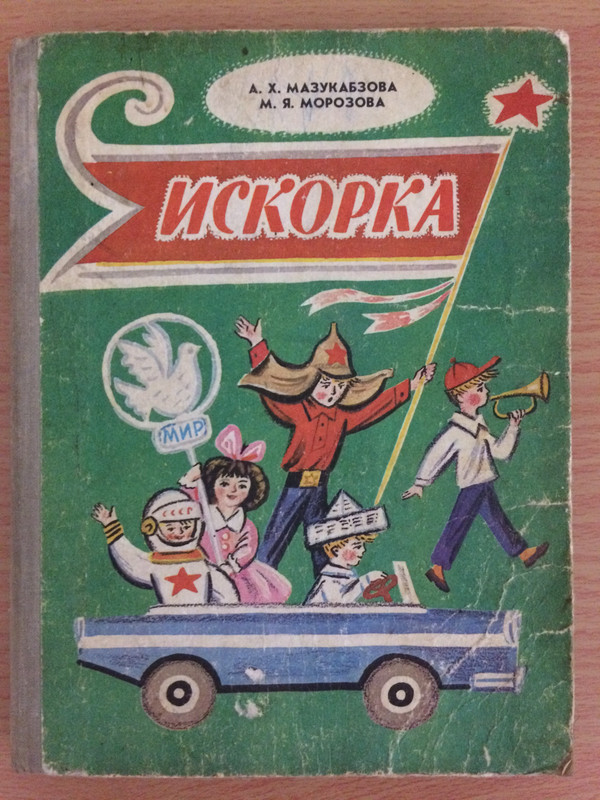 А. Х. МАЗУКАБЗОВА
М. Я. МОРОЗОВА
ИСКОРКА
МИР
СССР